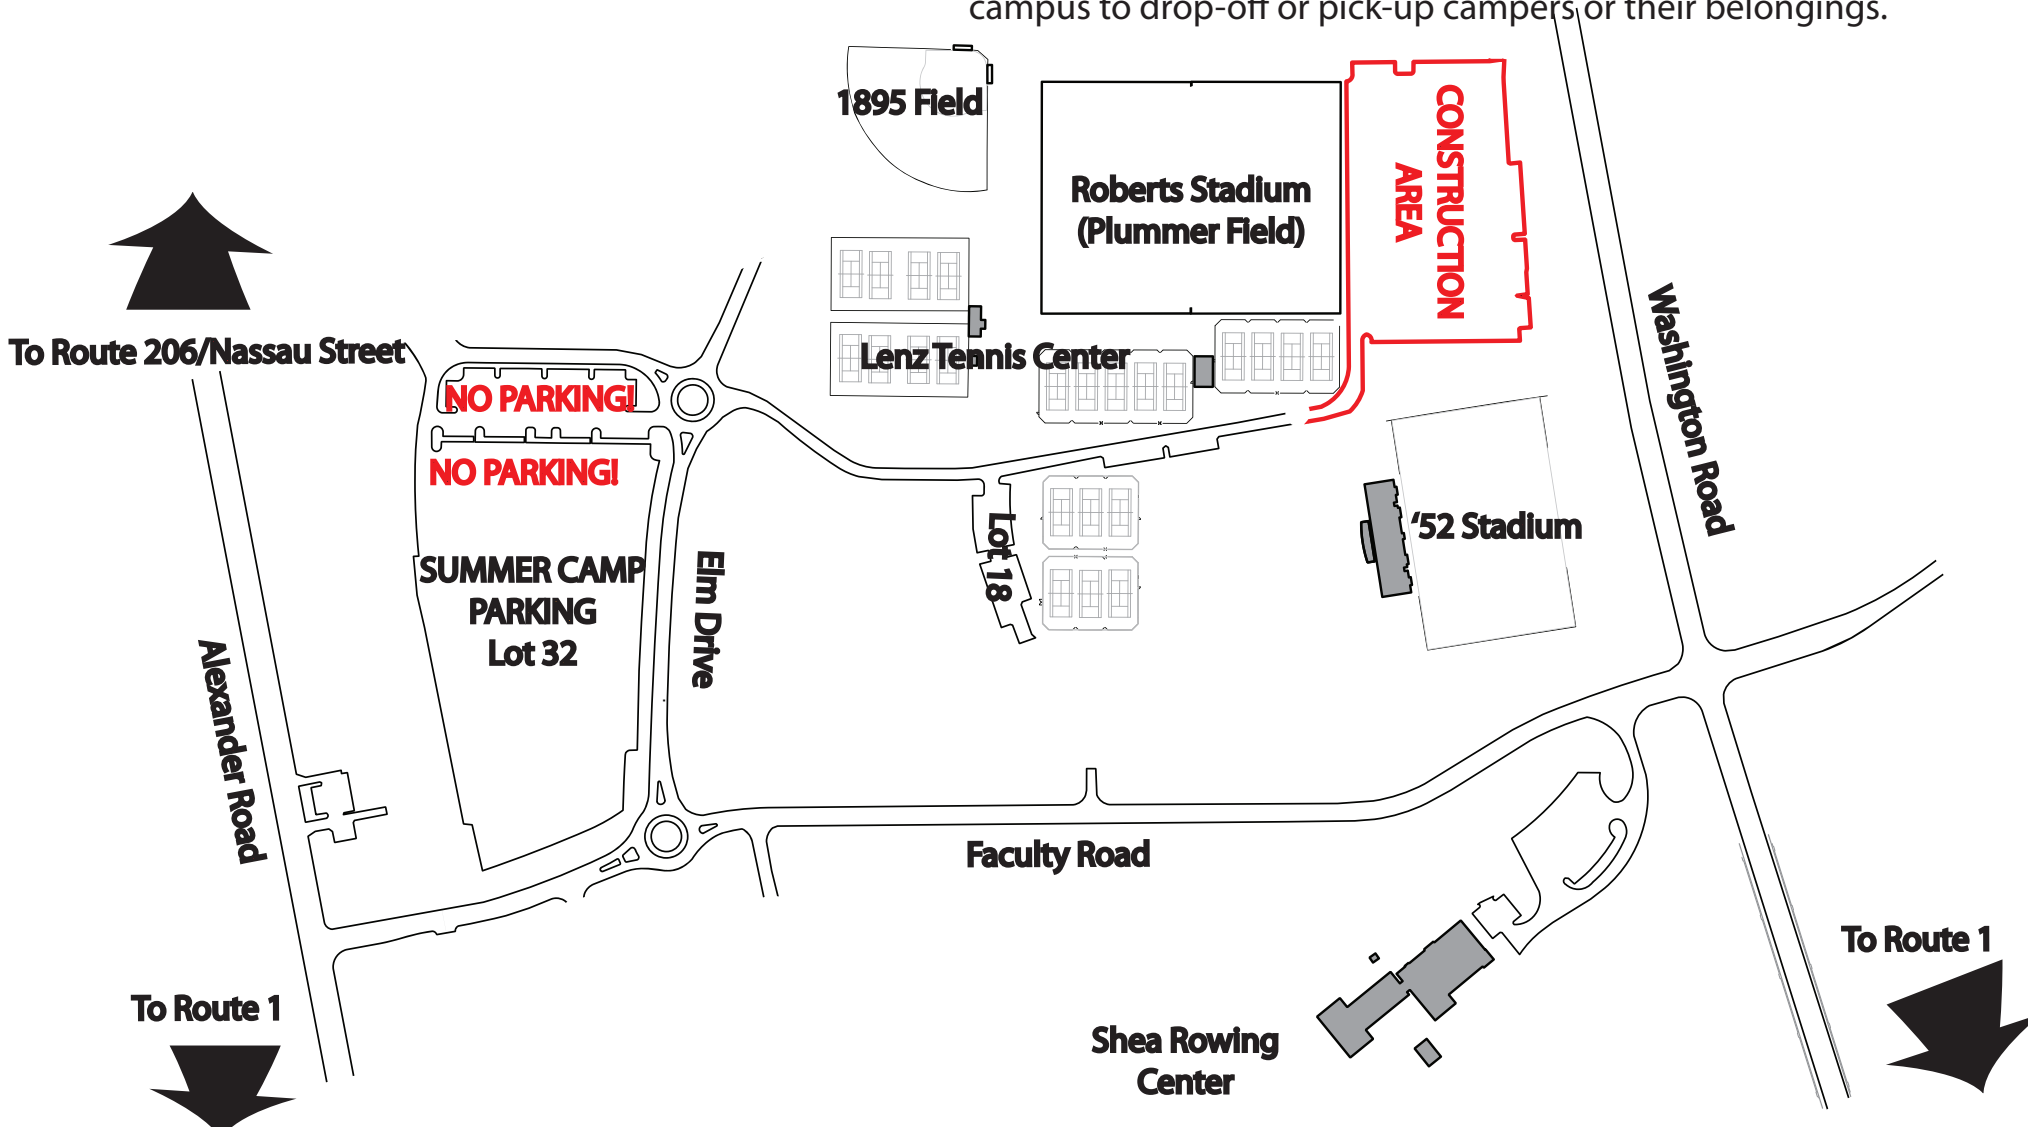 campus to drop-off or pick-up campers or their belongings.
1895 Field
Roberts Stadium
(Plummer Field)
CONSTRUCTION
AREA
To Route 206/Nassau Street
Lenz Tennis Center
Washington Road
NO PARKING!
NO PARKING!
SUMMER CAMP
PARKING
Lot 32
Elm Drive
Lot 18
‘52 Stadium
Alexander Road
Faculty Road
To Route 1
To Route 1
Shea Rowing
Center